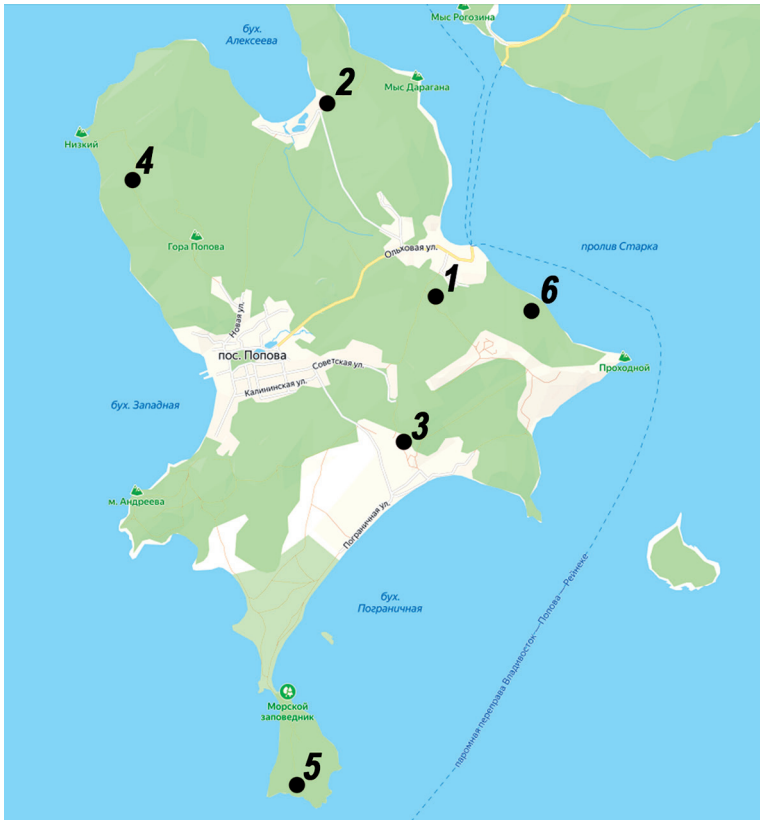 Мыс Рогозина
бух.
Алексеева
2
Мыс Дарагана
Низкий
4
Гора Попова
Ольховая ул.
пролив Старка
1
6
Новая ул.
пос. Попова
Советская ул.
Проходной
Калининская ул.
бух. Западная
3
м. Андреева
Пограничная ул.
бух.
Пограничная
паромная переправа Владивосток—Попова—Рейнеке
Морской
заповедник
5